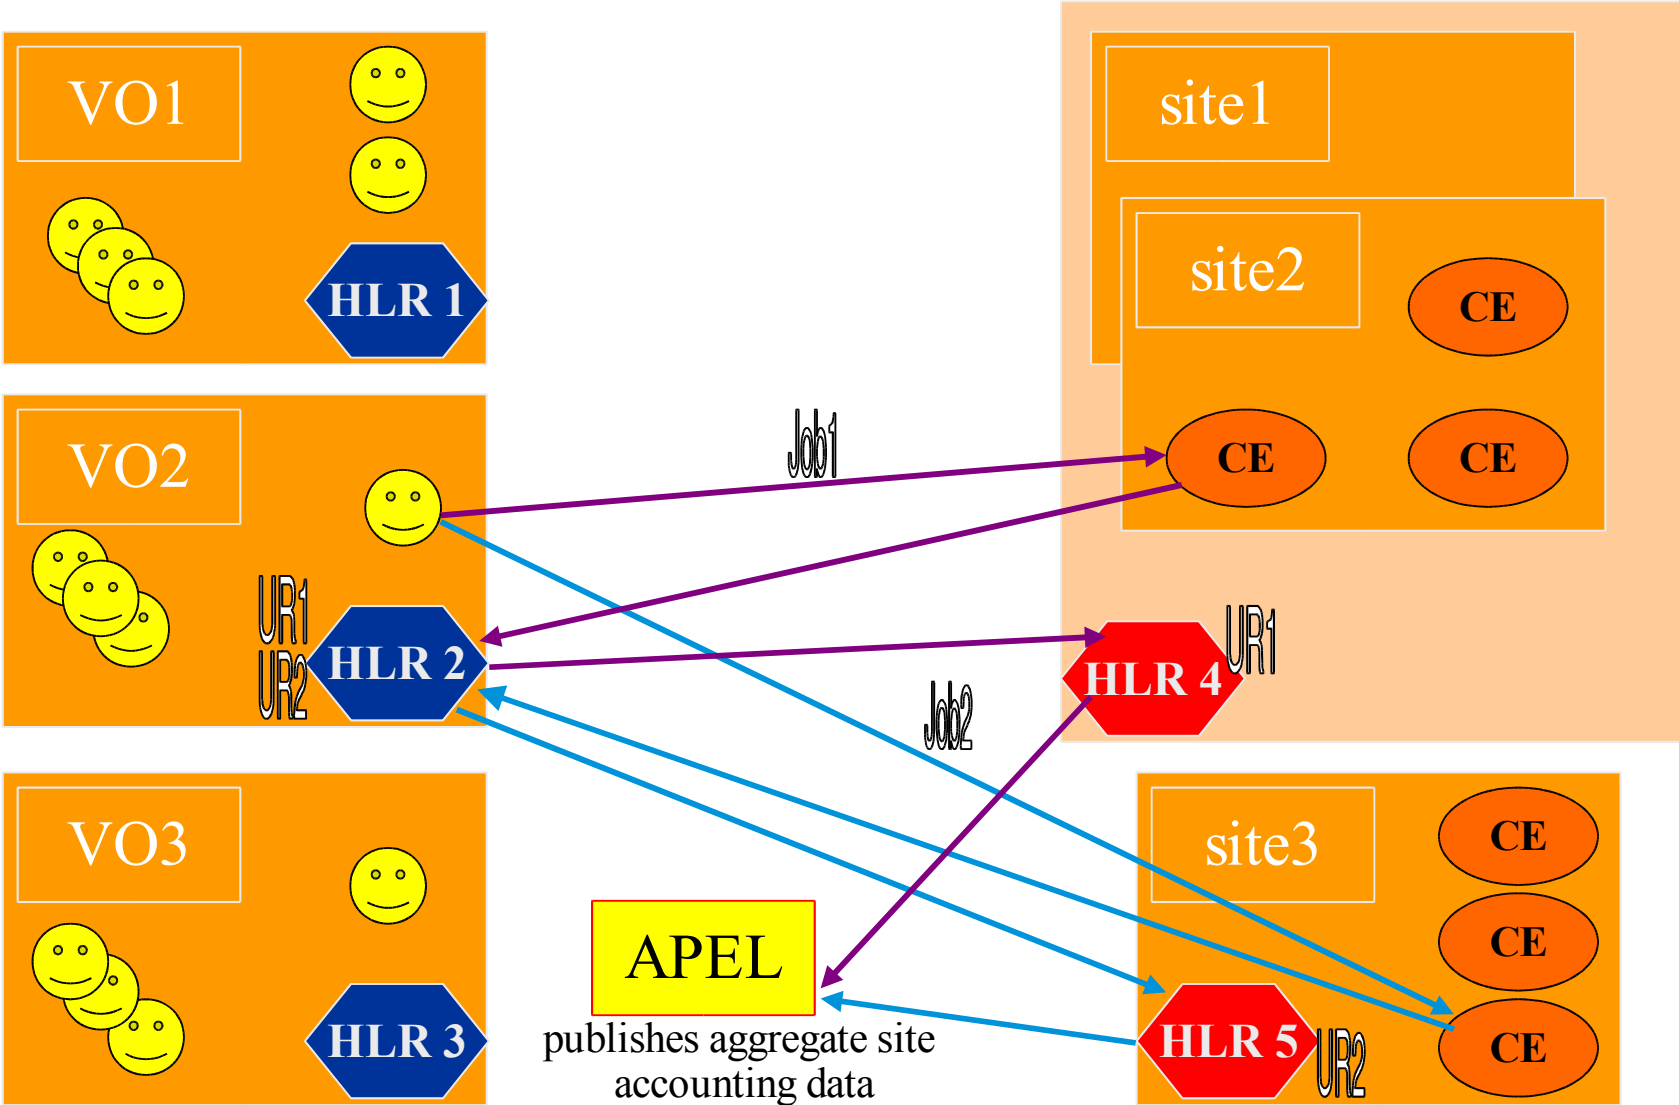 VO1
HLR 1
site1
site2
CE
CE
CE
VO2
Job1
UR1
UR2
HLR 2
HLR 4
UR1
Job2
VO3
HLR 3
APEL
publishes aggregate site
accounting data
site3
CE
CE
CE
HLR 5
UR2